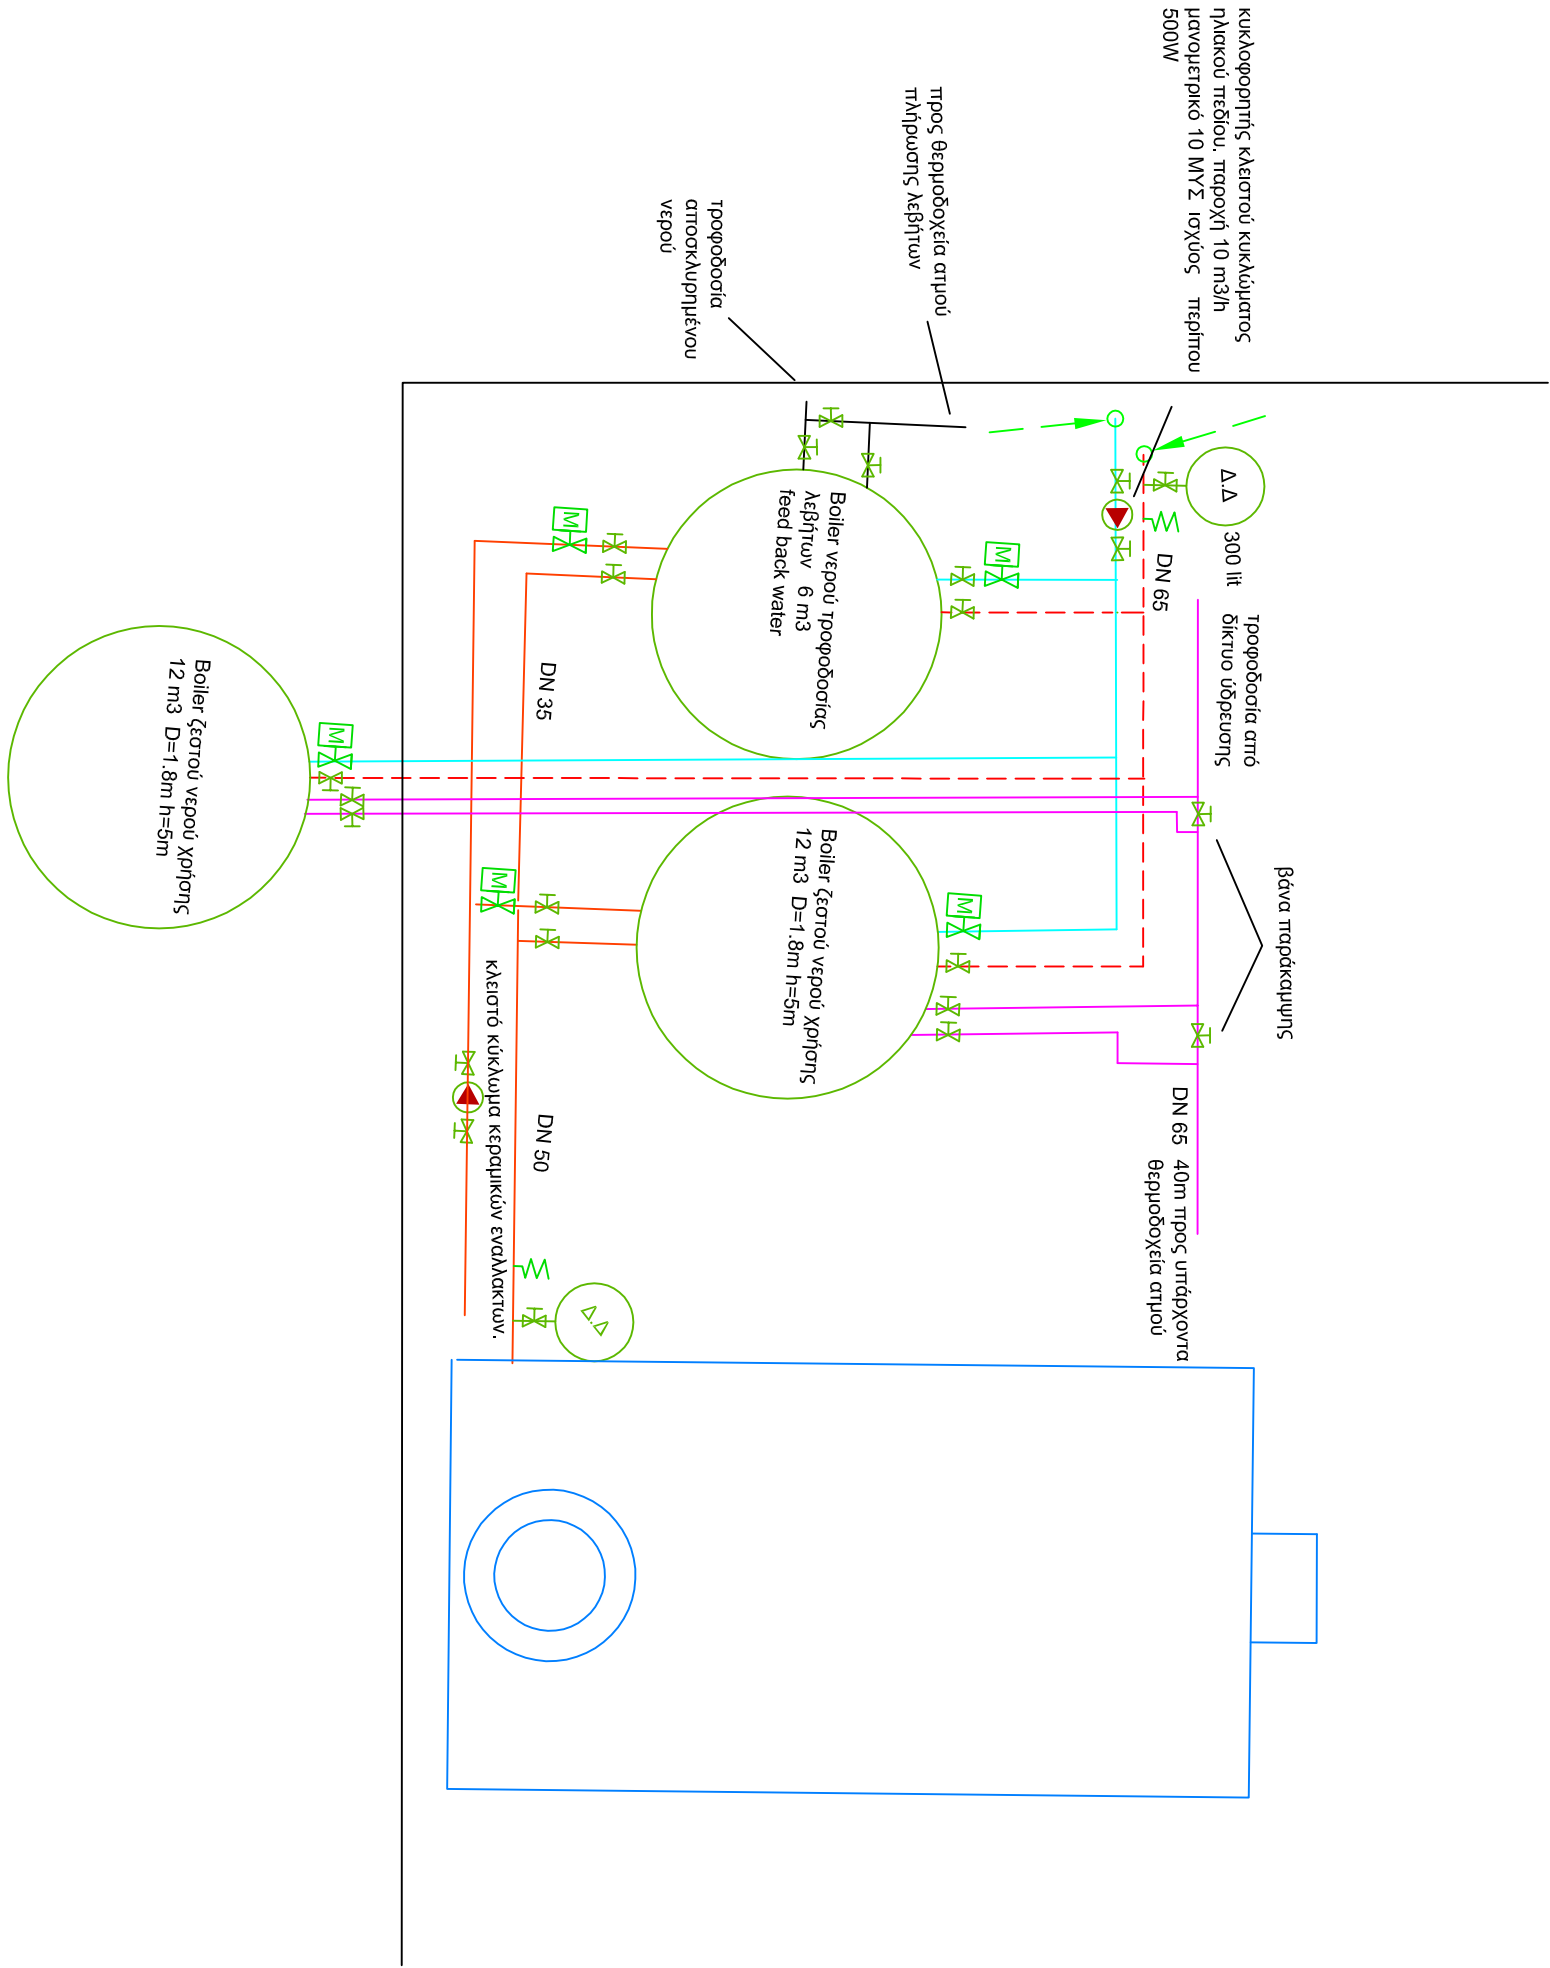 κυκλοφορητής κλειστού κυκλώματος
ηλιακού πεδίου. παροχή 10 m3/h
μανομετρικό 10 ΜΥΣ ισχύος περίπου
500W
προς θερμοδοχεία ατμού
πλήρωσης λεβήτων
τροφοδοσία
αποσκλυρημένου
νερού
Δ.Δ
300 lit
DN 65
τροφοδοσία από
δίκτυο ύδρευσης
Boiler νερού τροφοδοσίας
λεβήτων 6 m3
feed back water
M
M
DN 35
Boiler ζεστού νερού χρήσης
12 m3 D=1.8m h=5m
M
Boiler ζεστού νερού χρήσης
12 m3 D=1.8m h=5m
M
M
βάνα παράκαμψης
κλειστό κύκλωμα κεραμικών εναλλακτων.
DN 50
DN 65
40m προς υπάρχοντα
θερμοδοχεία ατμού
Δ.Δ